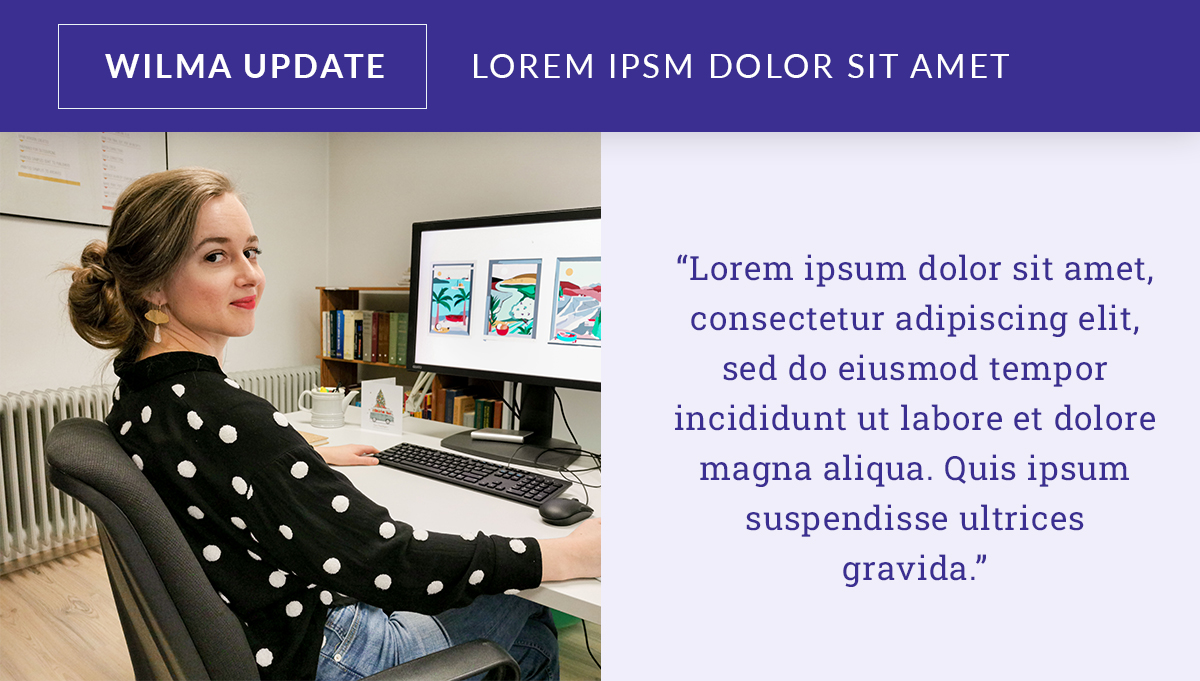 WILMA UPDATE
LOREM IPSM DOLOR SIT AMET
“Lorem ipsum dolor sit amet,
consectetur adipiscing elit,
sed do eiusmod tempor
incididunt ut labore et dolore
magna aliqua. Quis ipsum
suspendisse ultrices
gravida.”